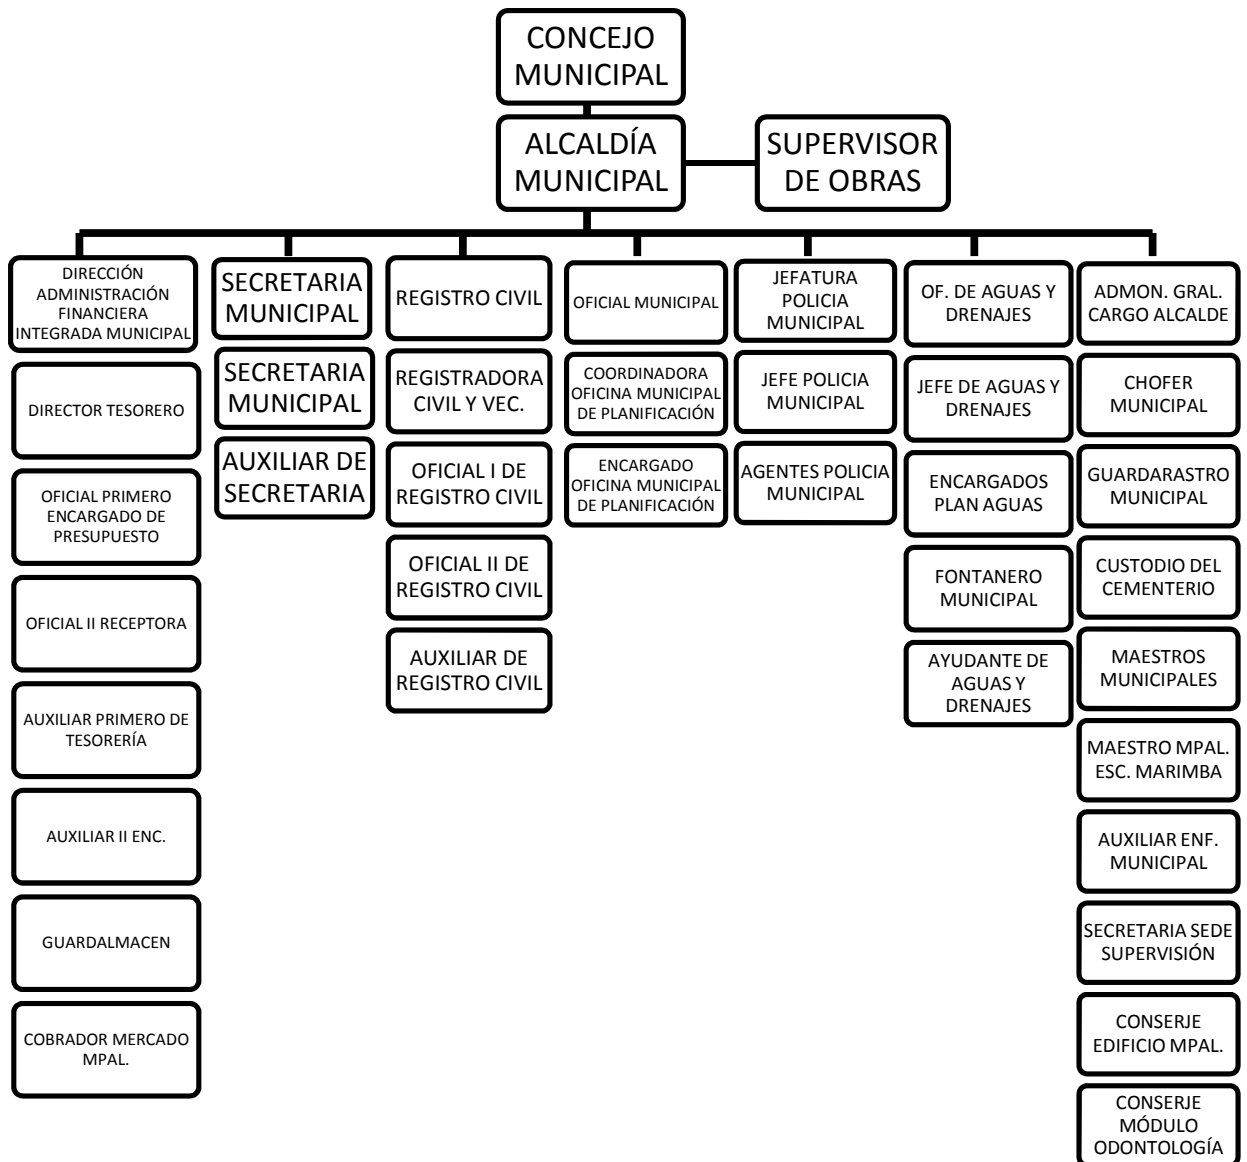 CONCEJO
MUNICIPAL
ALCALDÍA
MUNICIPAL
SUPERVISOR
DE OBRAS
DIRECCIÓN
ADMINISTRACIÓN
FINANCIERA
INTEGRADA MUNICIPAL
DIRECTOR TESORERO
OFICIAL PRIMERO
ENCARGADO DE
PRESUPUESTO
OFICIAL II RECEPTORA
AUXILIAR PRIMERO DE
TESORERÍA
AUXILIAR II ENC.
GUARDALMACEN
COBRADOR MERCADO
MPAL.
SECRETARIA
MUNICIPAL
SECRETARIA
MUNICIPAL
AUXILIAR DE
SECRETARIA
REGISTRO CIVIL
REGISTRADORA
CIVIL Y VEC.
OFICIAL I DE
REGISTRO CIVIL
OFICIAL II DE
REGISTRO CIVIL
AUXILIAR DE
REGISTRO CIVIL
OFICIAL MUNICIPAL
COORDINADORA
OFICINA MUNICIPAL
DE PLANIFICACIÓN
ENCARGADO
OFICINA MUNICIPAL
DE PLANIFICACIÓN
JEFATURA
POLICIA
MUNICIPAL
JEFE POLICIA
MUNICIPAL
AGENTES POLICIA
MUNICIPAL
OF. DE AGUAS Y
DRENAJES
JEFE DE AGUAS Y
DRENAJES
ENCARGADOS
PLAN AGUAS
FONTANERO
MUNICIPAL
AYUDANTE DE
AGUAS Y
DRENAJES
ADMON. GRAL.
CARGO ALCALDE
CHOFER
MUNICIPAL
GUARDARASTRO
MUNICIPAL
CUSTODIO DEL
CEMENTERIO
MAESTROS
MUNICIPALES
MAESTRO MPAL.
ESC. MARIMBA
AUXILIAR ENF.
MUNICIPAL
SECRETARIA SEDE
SUPERVISIÓN
CONSERJE
EDIFICIO MPAL.
CONSERJE
MÓDULO
ODONTOLOGÍA